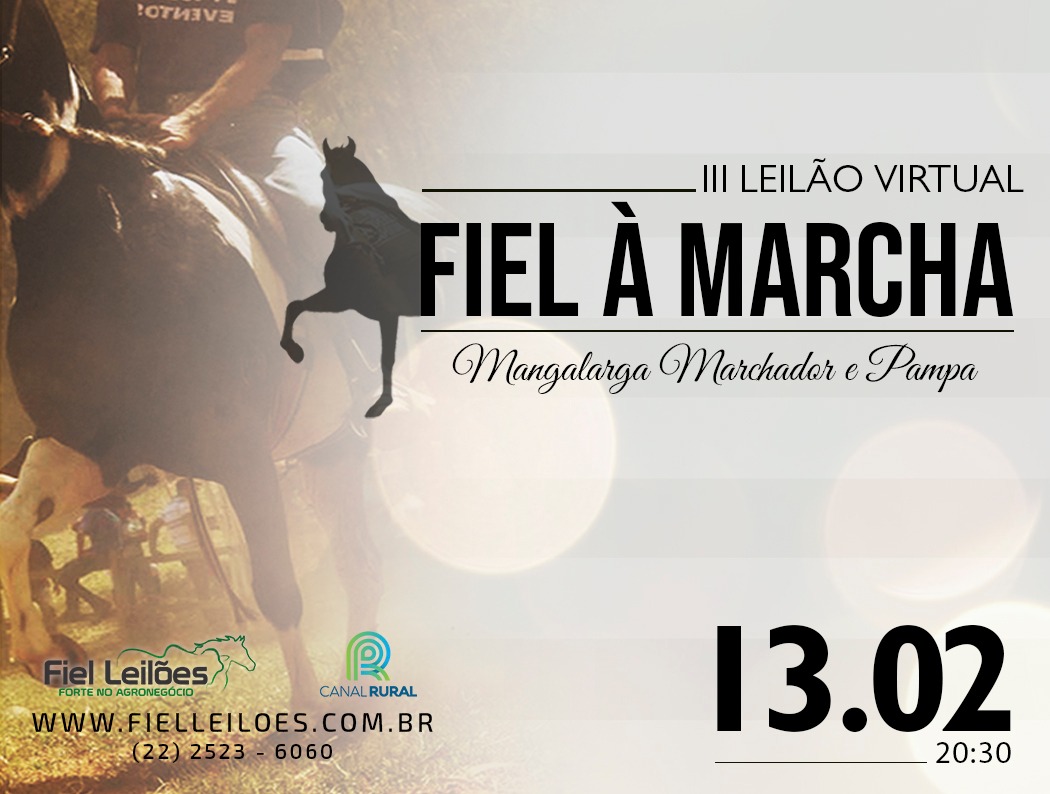 EVENTOS
III LEILÃO VIRTUAL
FIEL À MARCHA
Mangalarga Marchador e Pampa
Fiel Leilões
FORTE NO AGRONEGÓCIO
CANAL RURAL
WWW.FIELLEILOES.COM.BR
(22) 2523 - 6060
13.02
20:30